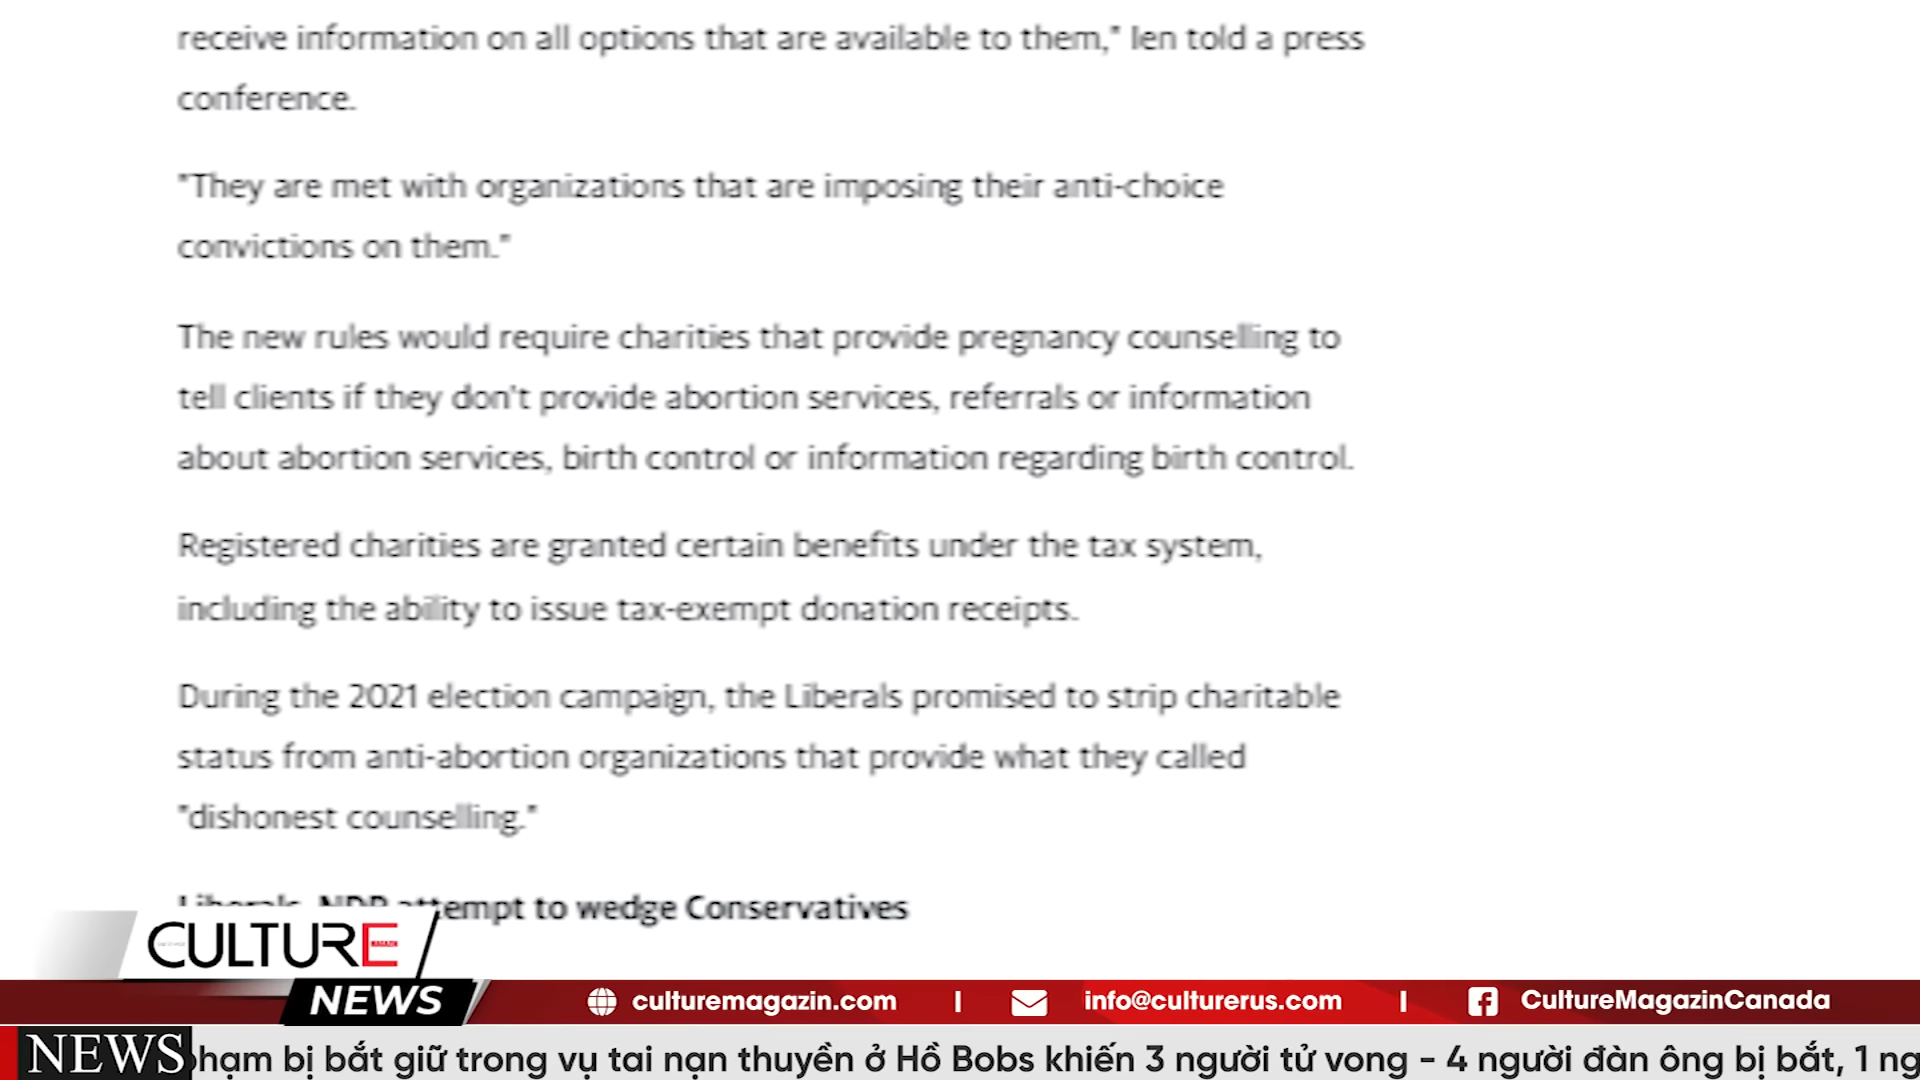 receive information on all options that are available to them," Ien told a press
conference.
"They are met with organizations that are imposing their anti-choice
convictions on them."
The new rules would require charities that provide pregnancy counselling to
tell clients if they don't provide abortion services, referrals or information
about abortion services, birth control or information regarding birth control.
Registered charities are granted certain benefits under the tax system,
including the ability to issue tax-exempt donation receipts.
During the 2021 election campaign, the Liberals promised to strip charitable
status from anti-abortion organizations that provide what they called
"dishonest counselling."
Liberals, NDP attempt to wedge Conservatives
CULTURE
MAGAZIN
NEWS
culturemagazin.com | info@culturerus.com | CultureMagazinCanada
NEWS phạm bị bắt giữ trong vụ tai nạn thuyền ở Hồ Bobs khiến 3 người tử vong - 4 người đàn ông bị bắt, 1 ng